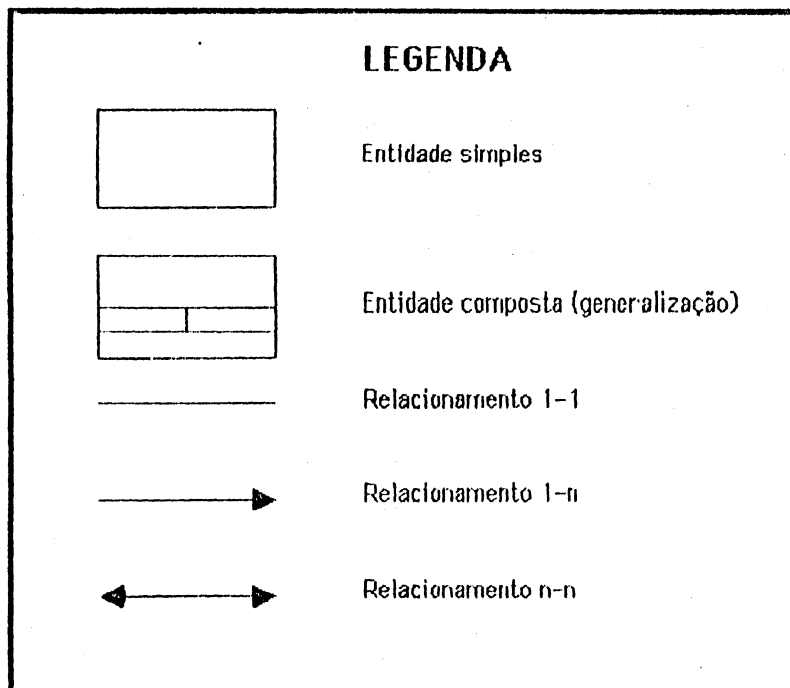 LEGENDA
Entidade simples
Entidade composta (generalização)
Relacionamento 1-1
Relacionamento 1-n
Relacionamento n-n